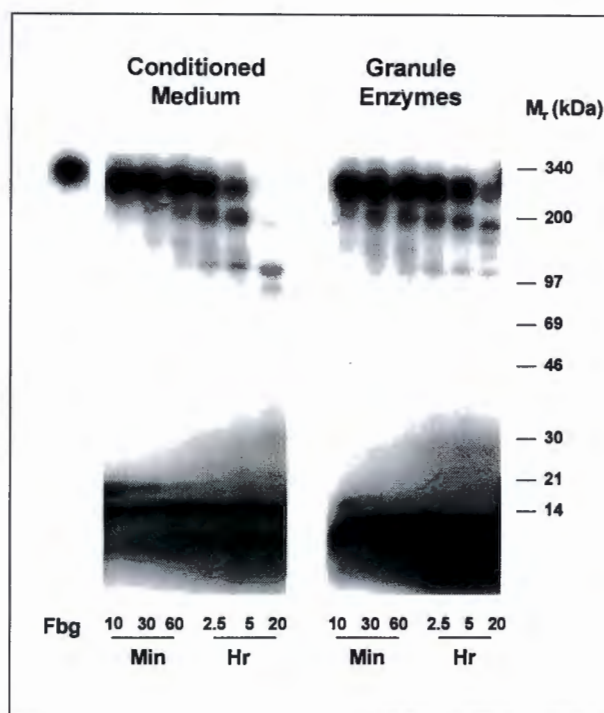 Conditioned Medium
Granule Enzymes
Mr (kDa)
340
200
97
69
46
30
21
14
Fbg 10 30 60 2.5 5 20 10 30 60 2.5 5 20
Min Hr Min Hr